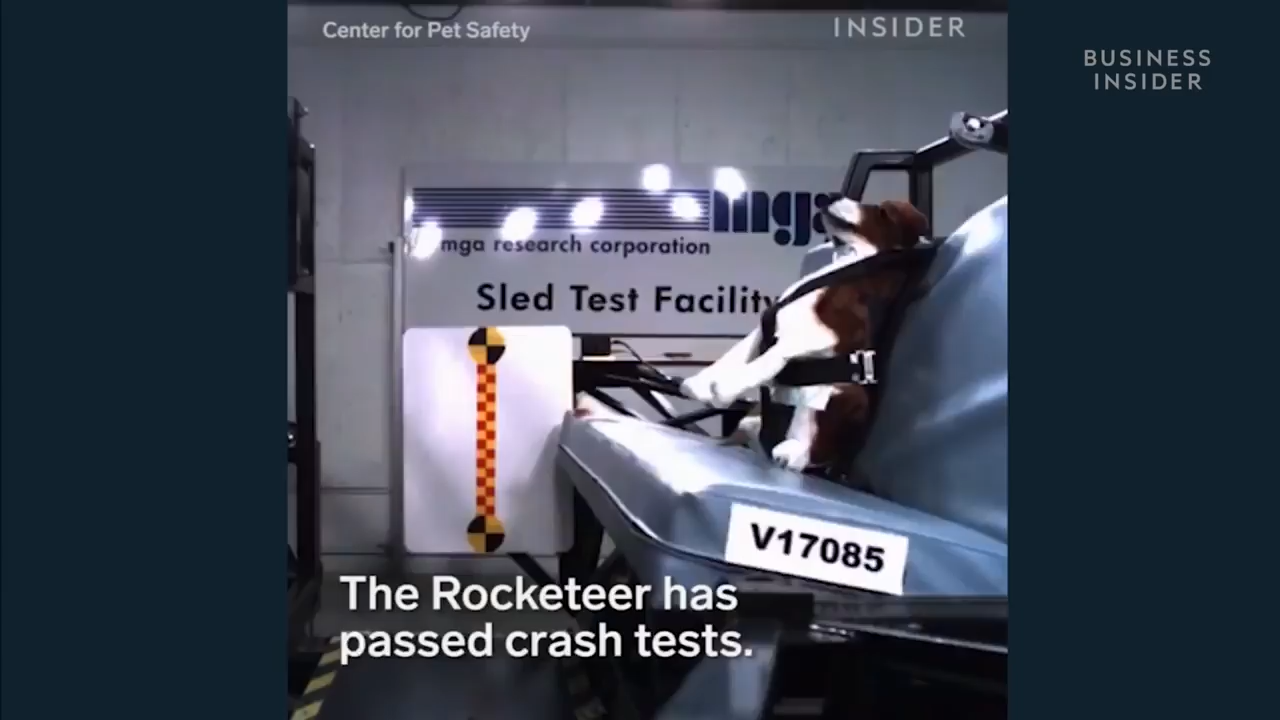 Center for Pet Safety
INSIDER
BUSINESS
INSIDER
mga
mga research corporation
Sled Test Facility
V17085
The Rocketeer has
passed crash tests.